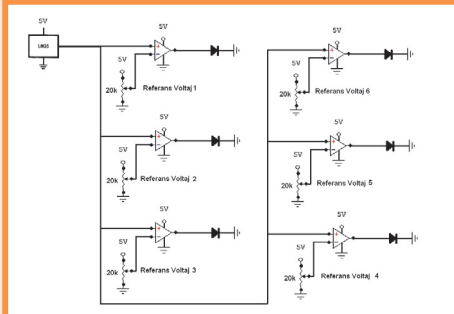 5V
LM35
5V
5V
20k
Referans Voltaj 1
5V
5V
20k
Referans Voltaj 2
5V
5V
20k
Referans Voltaj 3
5V
5V
20k
Referans Voltaj 6
5V
5V
20k
Referans Voltaj 5
5V
5V
20k
Referans Voltaj 4